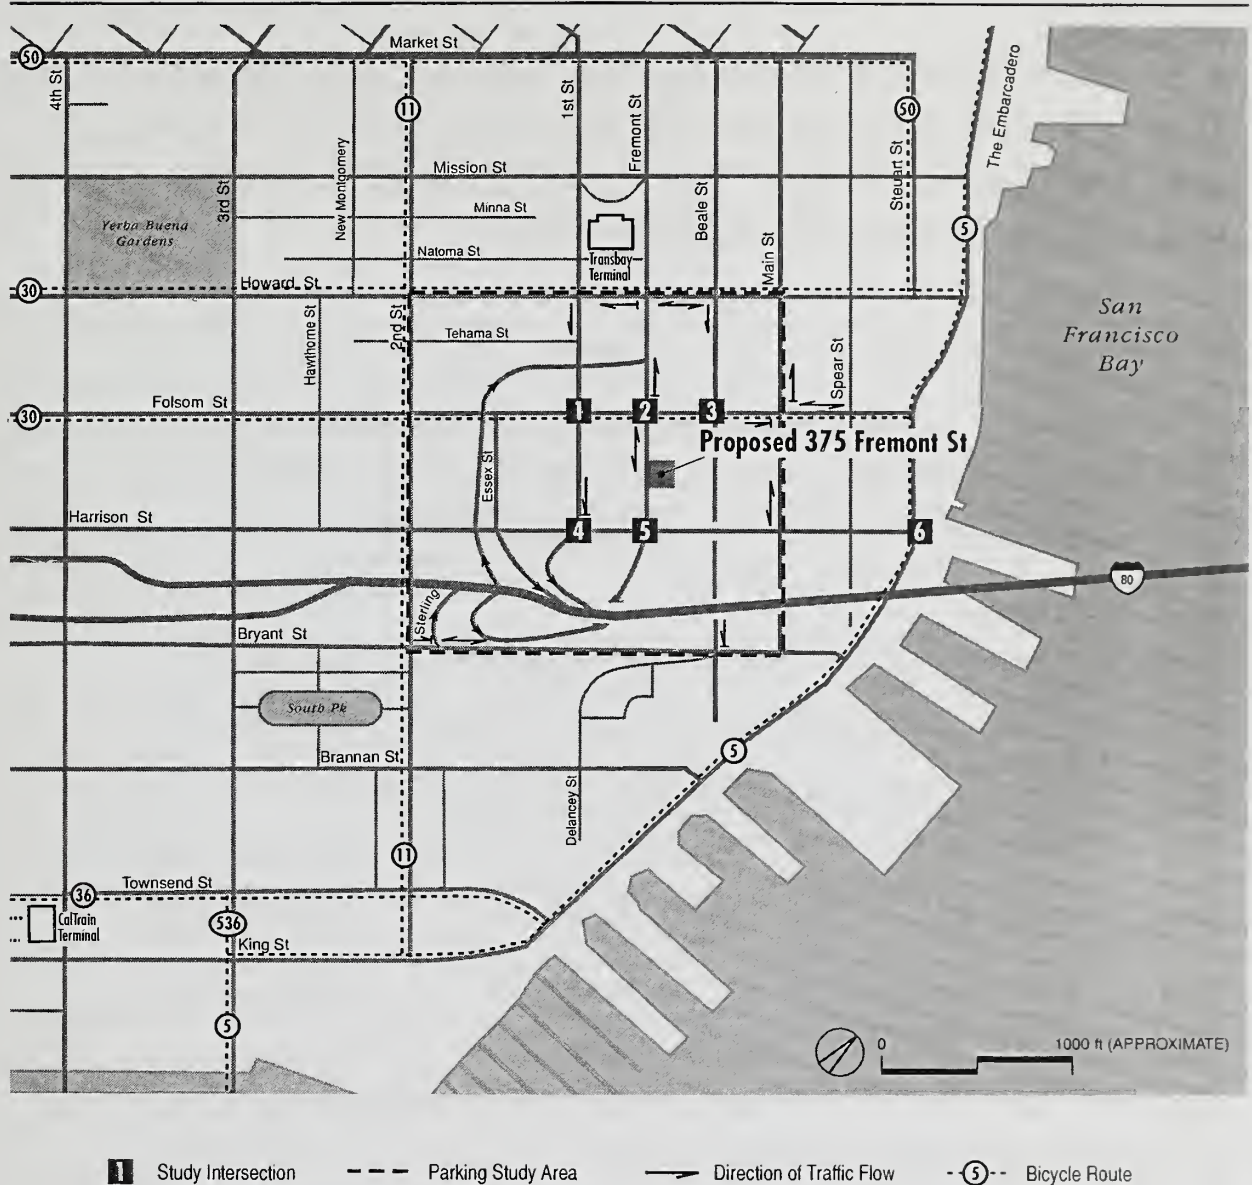 Market St
50
4th St
11
1st St
Fremont St
50
The Embarcadero
Mission St
3rd St
New Montgomery
Minna St
Beale St
Steuart St
Yerba Buena
Gardens
Transbay
Terminal
Natoma St
Main St
5
30
Howard St
San
Francisco
Bay
Hawthorne St
2nd St
Tehama St
Spear St
Folsom St
30
1
2
3
Proposed 375 Fremont St
Essex St
Harrison St
4
5
6
80
Sterling
Bryant St
South Pk
Brannan St
5
Delancey St
11
Townsend St
36
CalTrain
Terminal
536
King St
5
0
1000 ft (APPROXIMATE)
1 Study Intersection
Parking Study Area
Direction of Traffic Flow
5 Bicycle Route